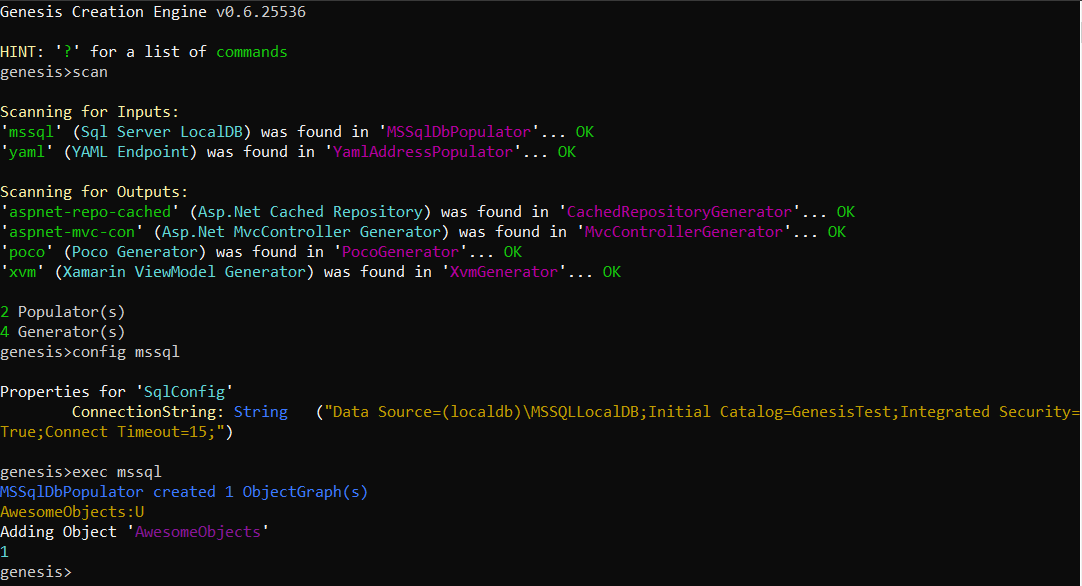 Genesis Creation Engine v0.6.25536
HINT: '?' for a list of commands
genesis>scan
Scanning for Inputs:
'mssql' (Sql Server LocalDB) was found in 'MSSqlDbPopulator'... OK
'yaml' (YAML Endpoint) was found in 'YamlAddressPopulator'... OK
Scanning for Outputs:
'aspnet-repo-cached' (Asp.Net Cached Repository) was found in 'CachedRepositoryGenerator'... OK
'aspnet-mvc-con' (Asp.Net MvcController Generator) was found in 'MvcControllerGenerator'... OK
'poco' (Poco Generator) was found in 'PocoGenerator'... OK
'xvm' (Xamarin ViewModel Generator) was found in 'XvmGenerator'... OK
2 Populator(s)
4 Generator(s)
genesis>config mssql
Properties for 'SqlConfig'
ConnectionString: String ("Data Source=(localdb)\MSSQLLocalDB;Initial Catalog=GenesisTest;Integrated Security=
True;Connect Timeout=15;")
genesis>exec mssql
MSSqlDbPopulator created 1 ObjectGraph(s)
AwesomeObjects:U
Adding Object 'AwesomeObjects'
1
genesis>